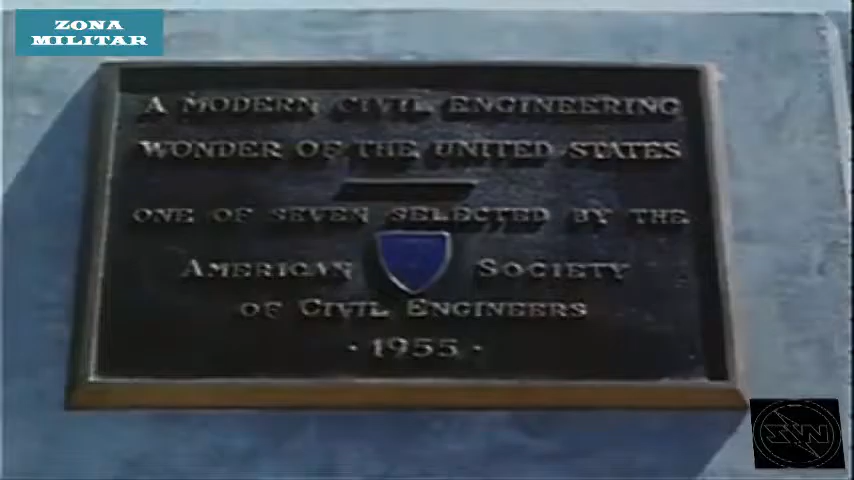 ZONA
MILITAR
A MODERN CIVIL ENGINEERING
WONDER OF THE UNITED STATES
ONE OF SEVEN SELECTED BY THE
AMERICAN SOCIETY
OF CIVIL ENGINEERS
· 1955 ·